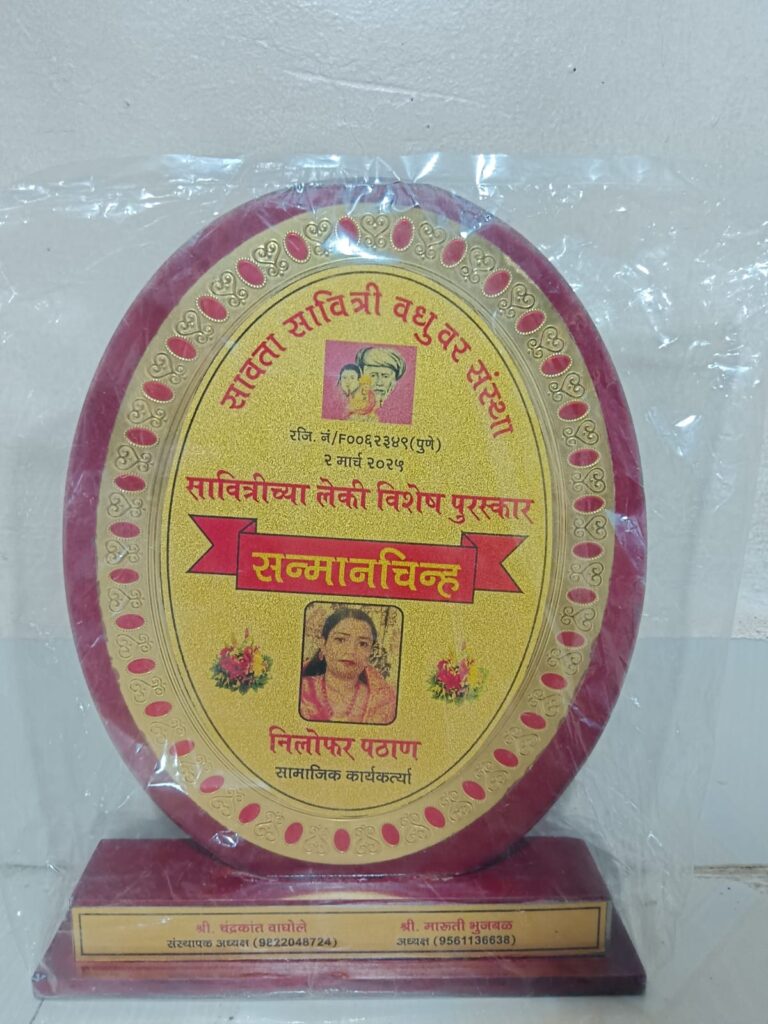 सावता सावित्री वधु वर संस्था
रजि. नं/F००६२३४९(पुणे)
२ मार्च २०२५
सावित्रीच्या लेकी विशेष पुरस्कार
सन्मानचिन्ह
निलोफर पठाण
सामाजिक कार्यकर्त्या
श्री. चंद्रकांत वाघोले
संस्थापक अध्यक्ष (9822048724)
श्री. मारुती भुजबळ
अध्यक्ष (9561136638)